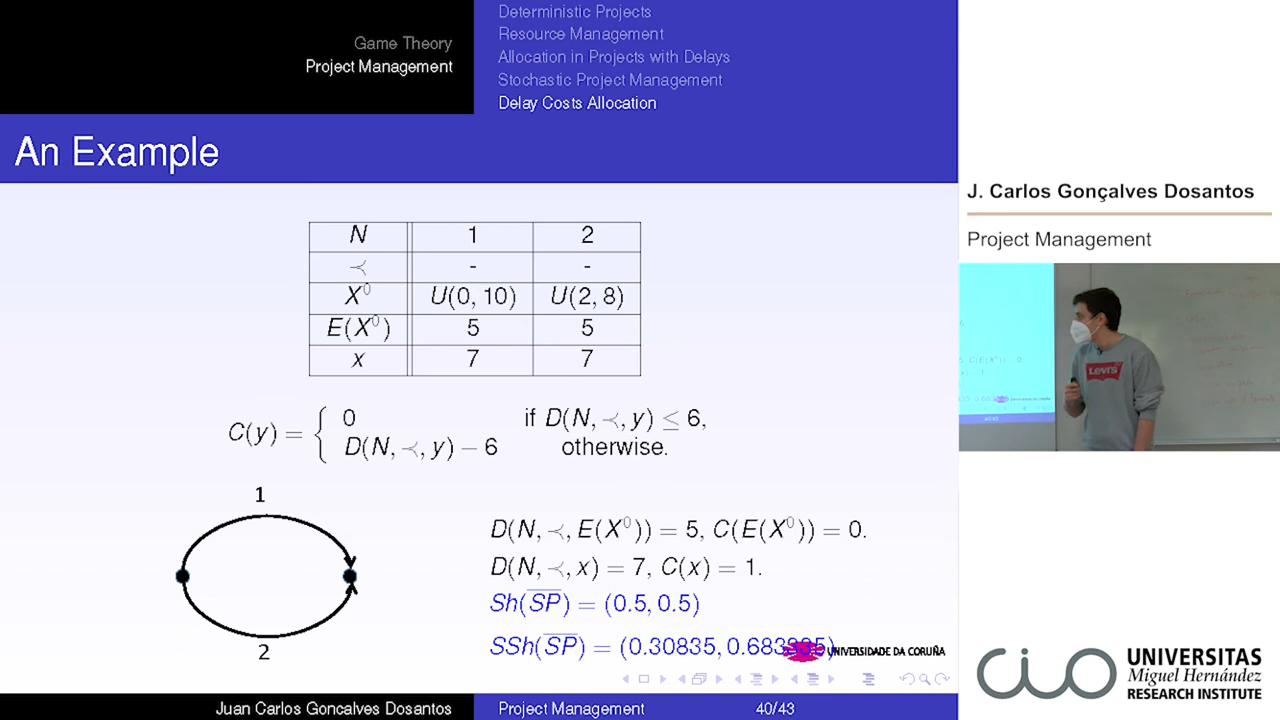 Game Theory
Project Management
Deterministic Projects
Resource Management
Allocation in Projects with Delays
Stochastic Project Management
Delay Costs Allocation
An Example
N 1 2
≺ - -
X⁰ U(0, 10) U(2, 8)
E(X⁰) 5 5
x 7 7
C(y) = { 0 if D(N, ≺, y) ≤ 6,
D(N, ≺, y) − 6 otherwise.
1
2
D(N, ≺, E(X⁰)) = 5, C(E(X⁰)) = 0.
D(N, ≺, x) = 7, C(x) = 1.
Sh(S̅P̅) = (0.5, 0.5)
SSh(S̅P̅) = (0.30835, 0.683335)
UNIVERSIDADE DA CORUÑA
Juan Carlos Goncalves Dosantos
Project Management
40/43
J. Carlos Gonçalves Dosantos
Project Management
Levi's
CIO
UNIVERSITAS
Miguel Hernández
RESEARCH INSTITUTE